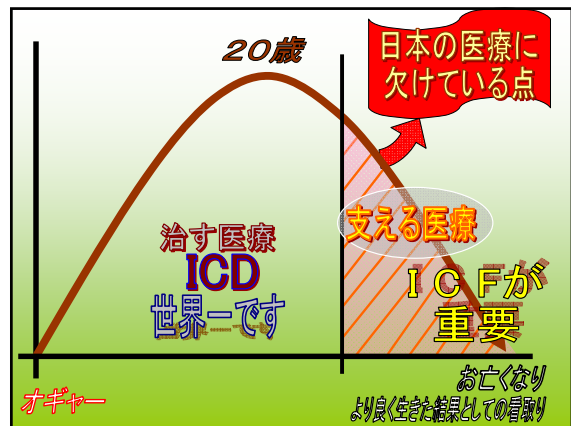 20歳
日本の医療に
欠けている点
支える医療
治す医療
ICD
世界一です
ICFが
重要
オギャー
お亡くなり
より良く生きた結果としての看取り